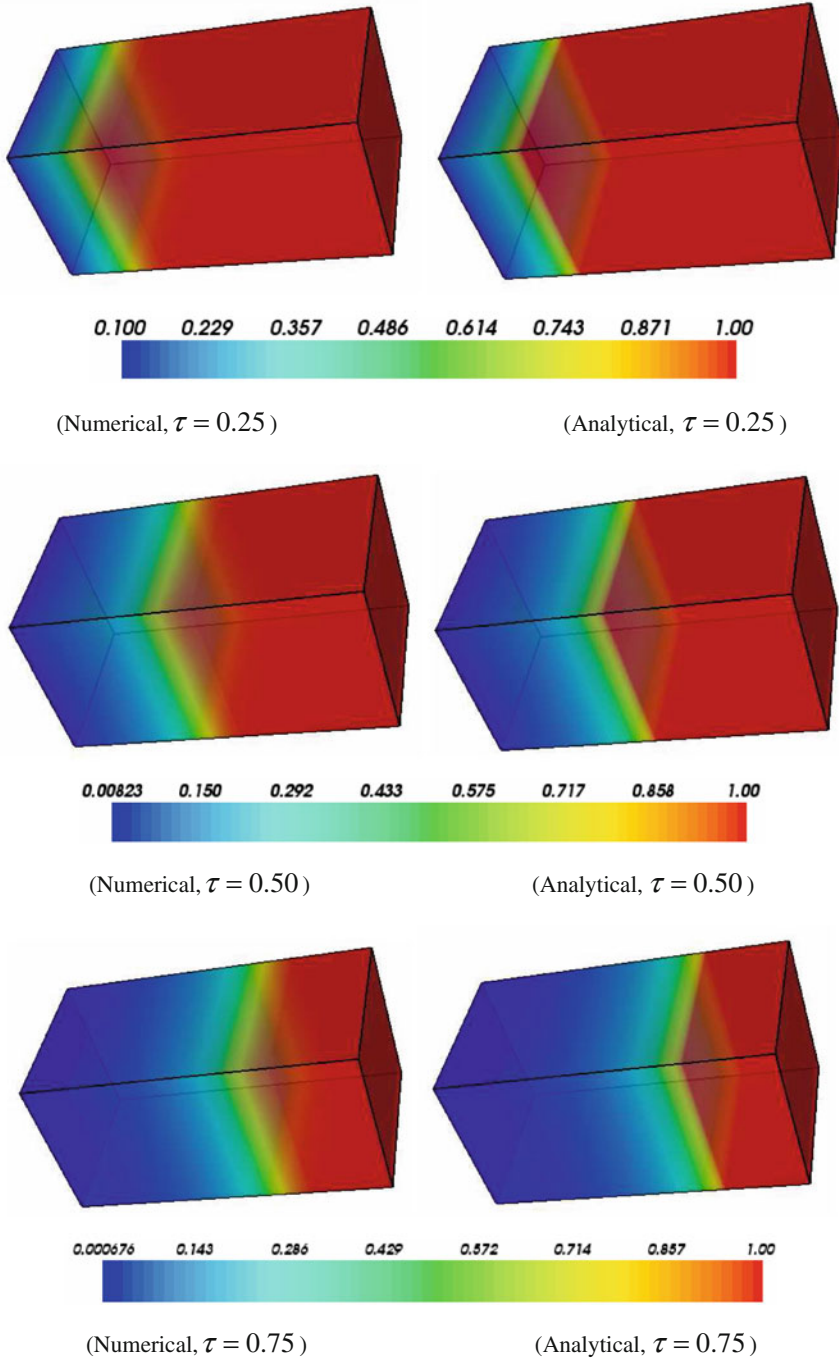 0.100 0.229 0.357 0.486 0.614 0.743 0.871 1.00
(Numerical, τ = 0.25 ) (Analytical, τ = 0.25 )
0.00823 0.150 0.292 0.433 0.575 0.717 0.858 1.00
(Numerical, τ = 0.50 ) (Analytical, τ = 0.50 )
0.000676 0.143 0.286 0.429 0.572 0.714 0.857 1.00
(Numerical, τ = 0.75 ) (Analytical, τ = 0.75 )